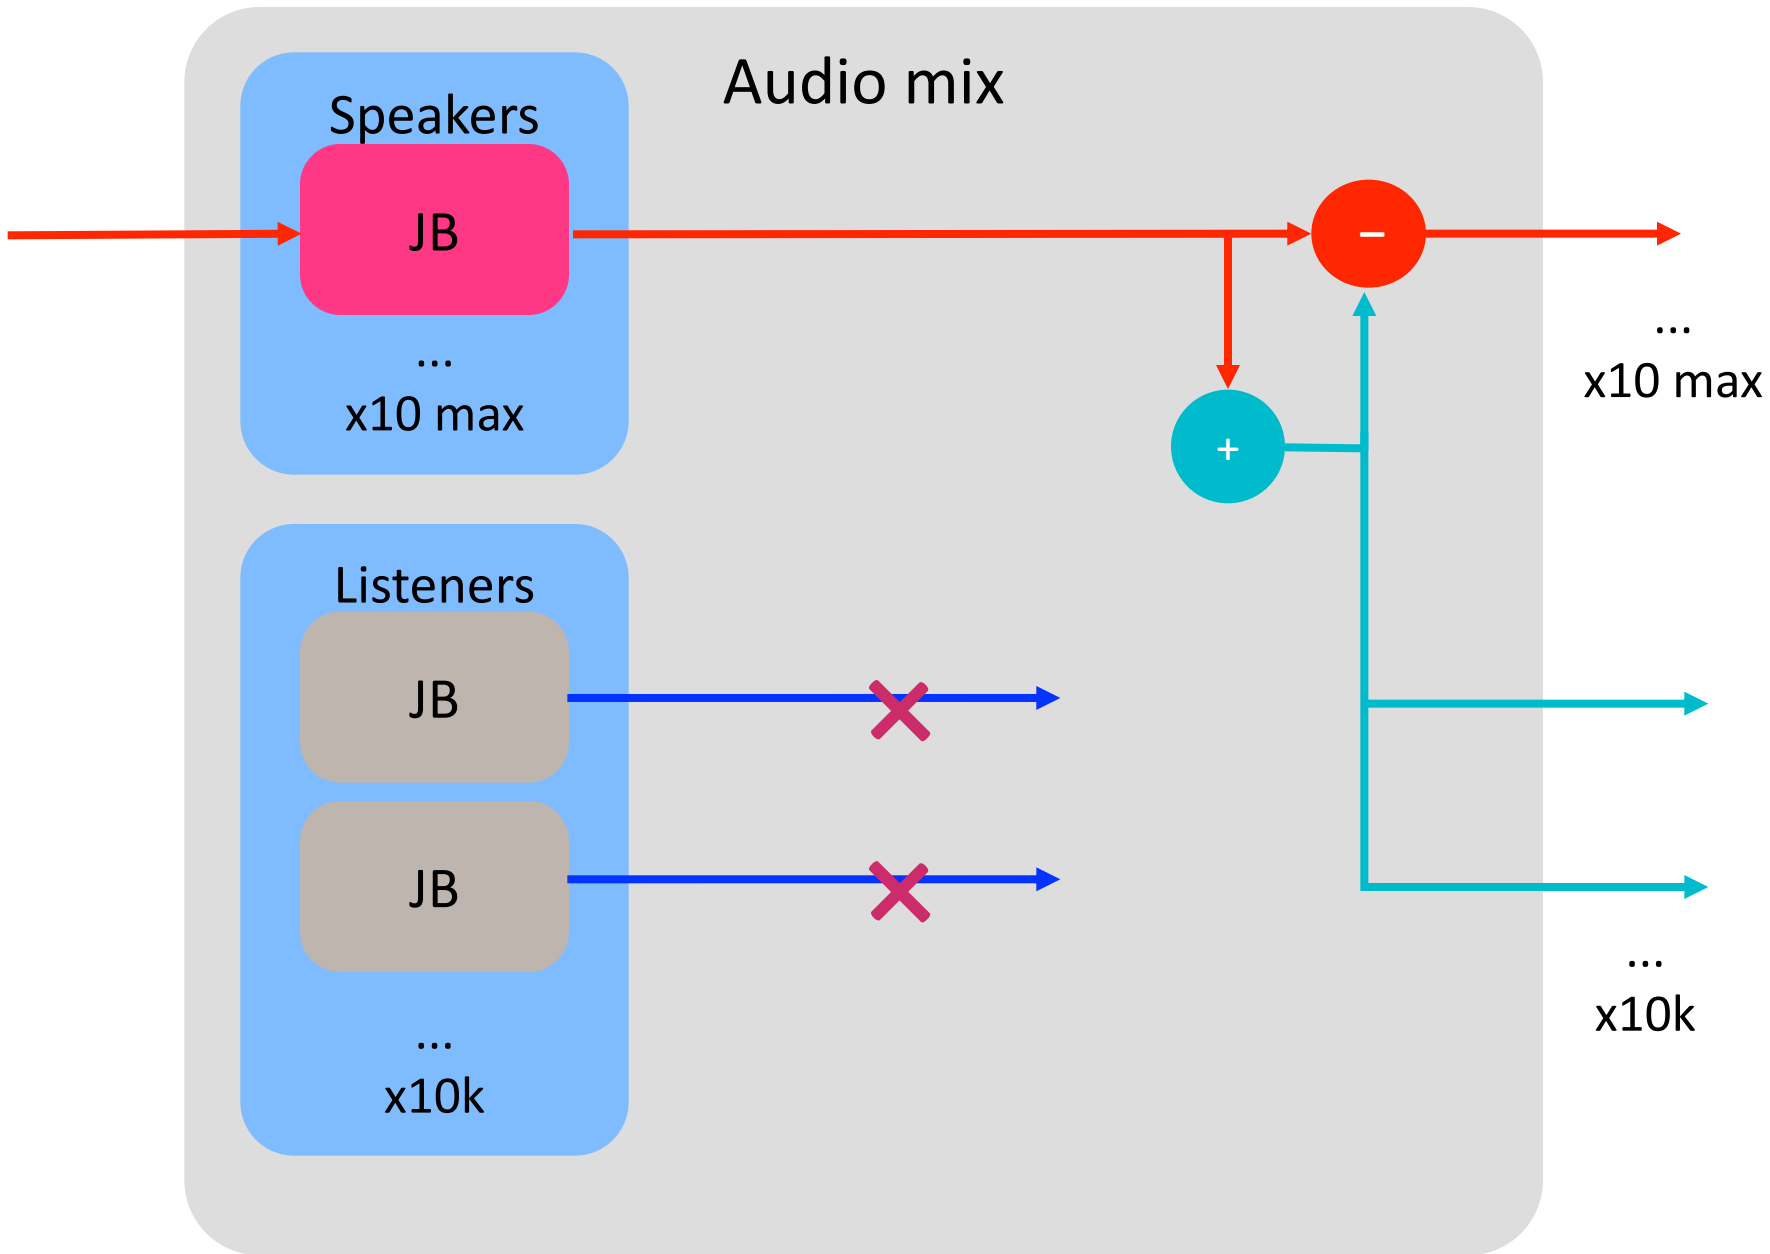 Audio mix
Speakers
JB
...
x10 max
−
...
x10 max
+
Listeners
JB
JB
...
x10k
...
x10k